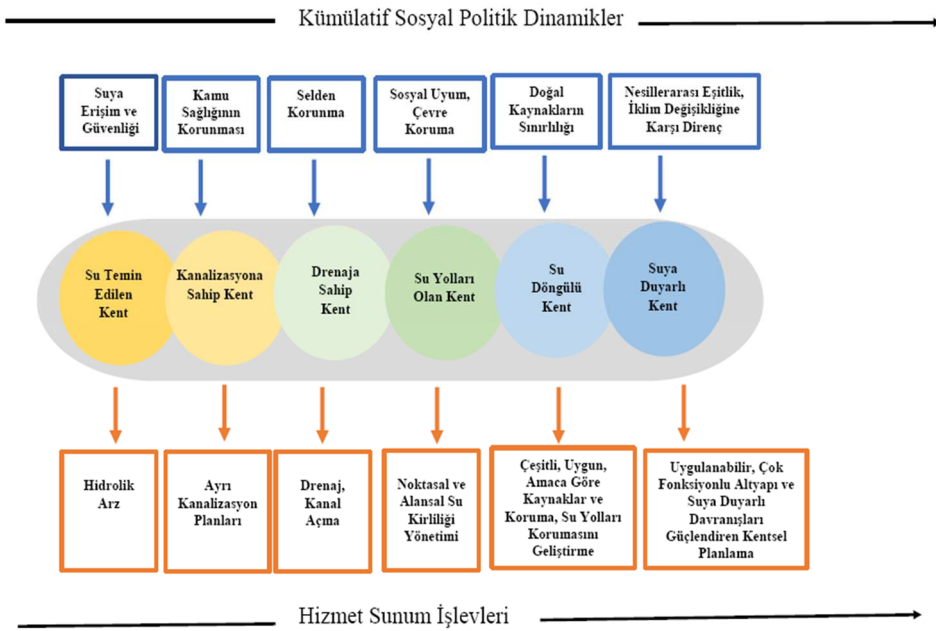 Kümülatif Sosyal Politik Dinamikler
Suya
Erişim ve
Güvenliği
Kamu
Sağlığının
Korunması
Selden
Korunma
Sosyal Uyum,
Çevre
Koruma
Doğal
Kaynakların
Sınırlılığı
Nesillerarası Eşitlik,
İklim Değişikliğine
Karşı Direnç
Su Temin
Edilen
Kent
Kanalizasyona
Sahip Kent
Drenaja
Sahip
Kent
Su Yolları
Olan Kent
Su
Döngülü
Kent
Suya
Duyarlı
Kent
Hidrolik
Arz
Ayrı
Kanalizasyon
Planları
Drenaj,
Kanal
Açma
Noktasal ve
Alansal Su
Kirliliği
Yönetimi
Çeşitli, Uygun,
Amaca Göre
Kaynaklar ve
Koruma, Su Yolları
Korumasını
Geliştirme
Uygulanabilir, Çok
Fonksiyonlu Altyapı ve
Suya Duyarlı
Davranışları
Güçlendiren Kentsel
Planlama
Hizmet Sunum İşlevleri